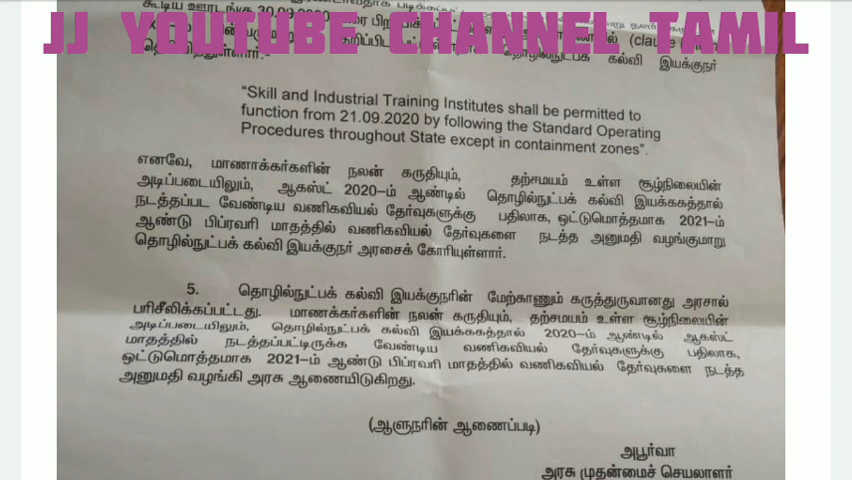 கூடிய ஊரடங்கு 30.09.2020
JJ YOUTUBE CHANNEL TAMIL
(clause
தொழில்நுட்பக் கல்வி இயக்குநர்
“Skill and Industrial Training Institutes shall be permitted to
function from 21.09.2020 by following the Standard Operating
Procedures throughout State except in containment zones”.
எனவே, மாணாக்கர்களின் நலன் கருதியும், தற்சமயம் உள்ள சூழ்நிலையின்
அடிப்படையிலும், ஆகஸ்ட் 2020-ம் ஆண்டில் தொழில்நுட்பக் கல்வி இயக்ககத்தால்
நடத்தப்பட வேண்டிய வணிகவியல் தேர்வுகளுக்கு பதிலாக, ஒட்டுமொத்தமாக 2021-ம்
ஆண்டு பிப்ரவரி மாதத்தில் வணிகவியல் தேர்வுகளை நடத்த அனுமதி வழங்குமாறு
தொழில்நுட்பக் கல்வி இயக்குநர் அரசைக் கோரியுள்ளார்.
5. தொழில்நுட்பக் கல்வி இயக்குநரின் மேற்காணும் கருத்துருவானது அரசால்
பரிசீலிக்கப்பட்டது. மாணக்கர்களின் நலன் கருதியும், தற்சமயம் உள்ள சூழ்நிலையின்
அடிப்படையிலும், தொழில்நுட்பக் கல்வி இயக்ககத்தால் 2020-ம் ஆண்டில் ஆகஸ்ட்
மாதத்தில் நடத்தப்பட்டிருக்க வேண்டிய வணிகவியல் தேர்வுகளுக்கு பதிலாக,
ஒட்டுமொத்தமாக 2021-ம் ஆண்டு பிப்ரவரி மாதத்தில் வணிகவியல் தேர்வுகளை நடத்த
அனுமதி வழங்கி அரசு ஆணையிடுகிறது.
(ஆளுநரின் ஆணைப்படி)
அபூர்வா
அரசு முதன்மைச் செயலாளர்